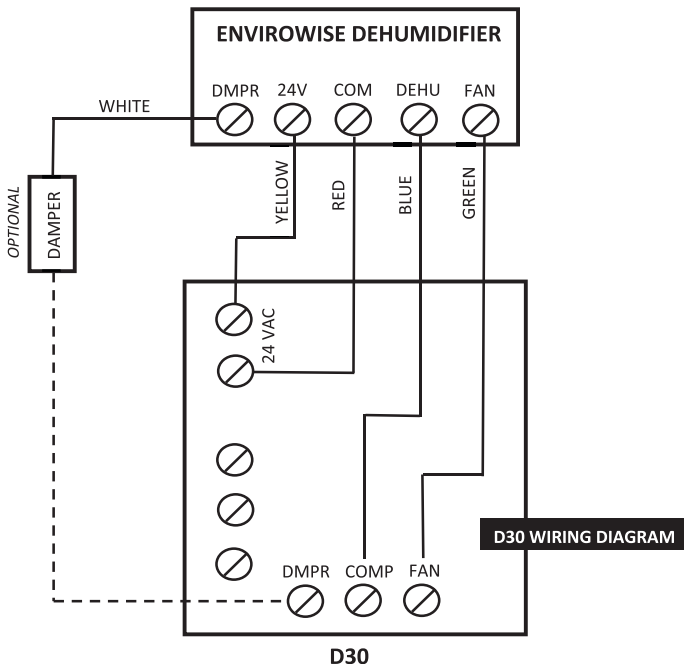 ENVIROWISE DEHUMIDIFIER
DMPR 24V COM DEHU FAN
WHITE
YELLOW
RED
BLUE
GREEN
OPTIONAL
DAMPER
24 VAC
D30 WIRING DIAGRAM
DMPR COMP FAN
D30